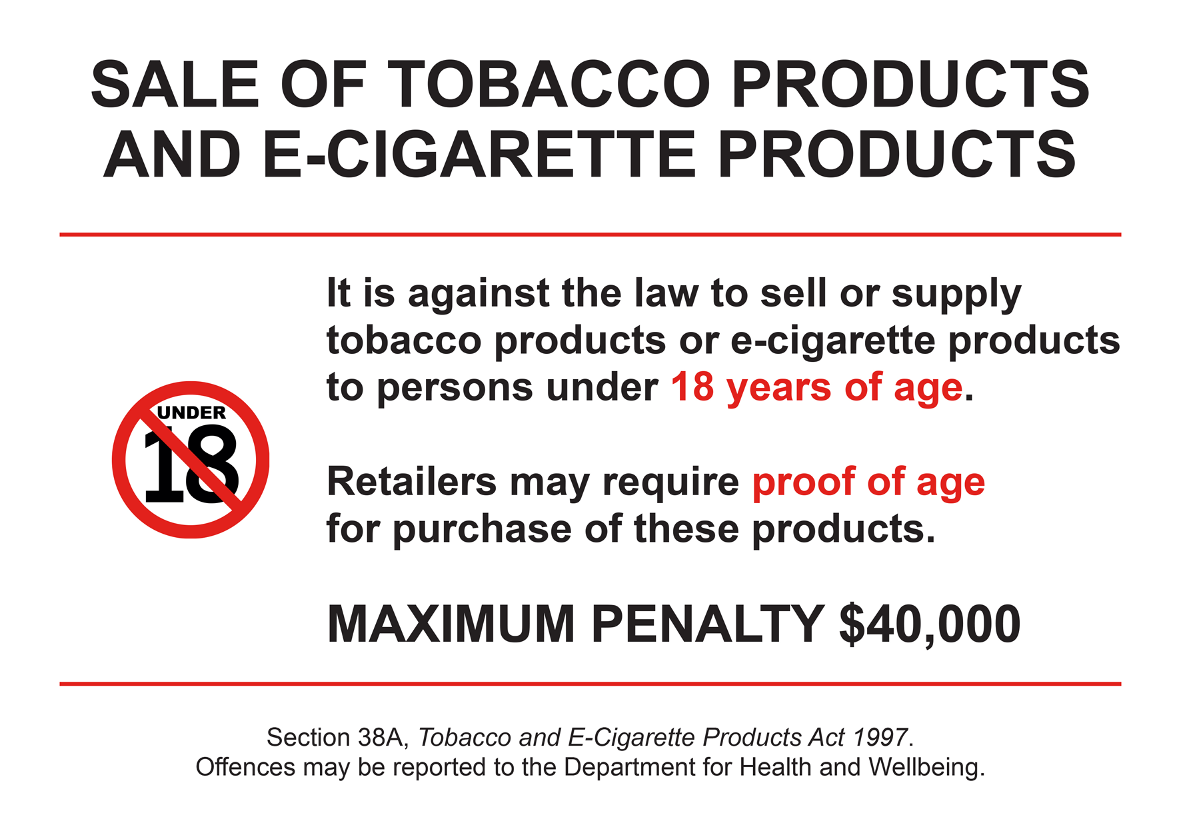 SALE OF TOBACCO PRODUCTS
AND E-CIGARETTE PRODUCTS
It is against the law to sell or supply
tobacco products or e-cigarette products
to persons under 18 years of age.
UNDER
18
Retailers may require proof of age
for purchase of these products.
MAXIMUM PENALTY $40,000
Section 38A, Tobacco and E-Cigarette Products Act 1997.
Offences may be reported to the Department for Health and Wellbeing.